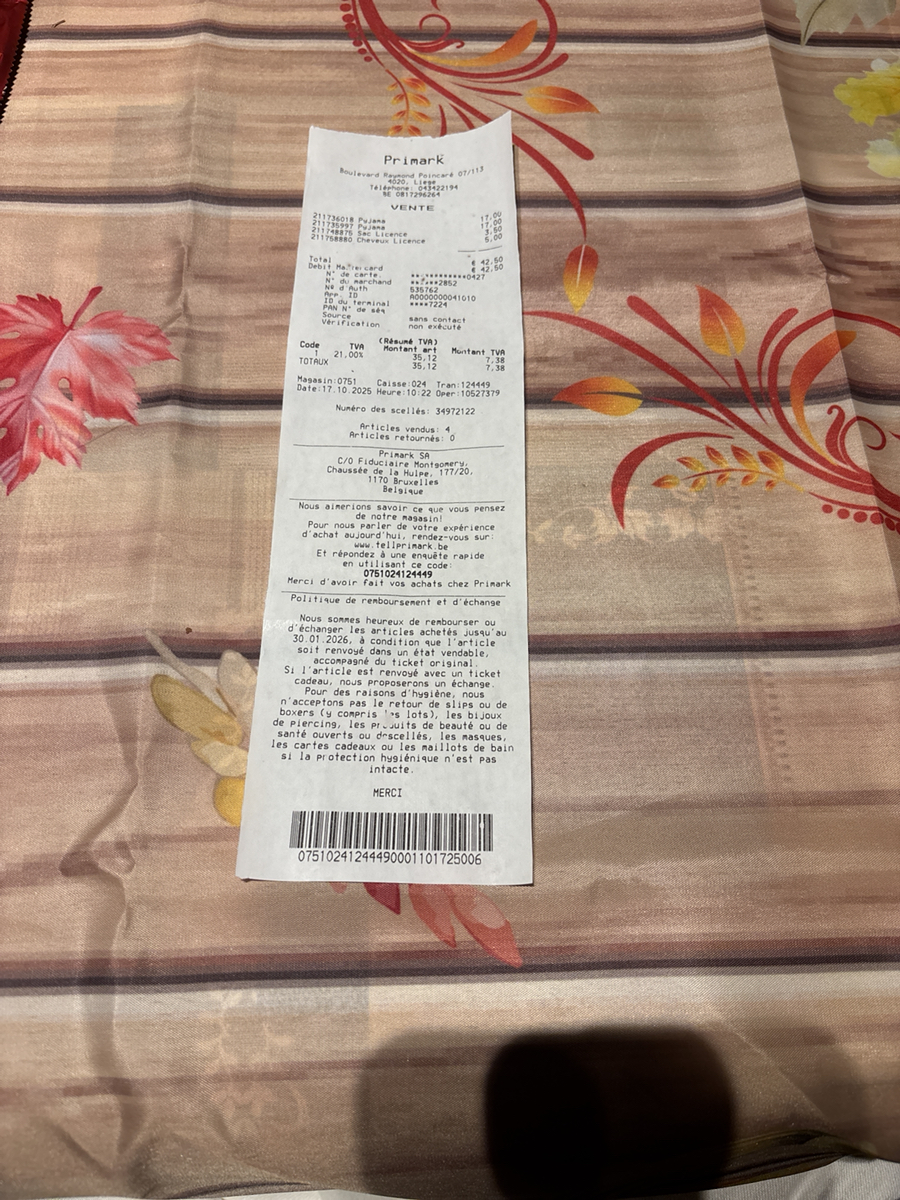 Primark
Boulevard Raymond Poincaré 07/113
4020, Liege
Téléphone: 043422194
BE 0817296264
VENTE
211736018 Pyjama 17,00
211735997 Pyjama 17,00
211748875 Sac Licence 3,50
211758880 Cheveux Licence 5,00
Total € 42,50
Debit Mastercard € 42,50
N° de carte. **-*********0427
N° du marchand ******2852
N° d'Auth 535762
App. ID A0000000041010
ID du terminal ****7224
PAN N° de séq
Source sans contact
Vérification non exécuté
(Résumé TVA)
Code TVA Montant art Montant TVA
1 21,00% 35,12 7,38
TOTAUX 35,12 7,38
Magasin:0751 Caisse:024 Tran:124449
Date:17.10.2025 Heure:10:22 Oper:10527379
Numéro des scellés: 34972122
Articles vendus: 4
Articles retournés: 0
Primark SA
C/O Fiduciaire Montgomery,
Chaussée de la Hulpe, 177/20,
1170 Bruxelles
Belgique
Nous aimerions savoir ce que vous pensez
de notre magasin!
Pour nous parler de votre expérience
d'achat aujourd'hui, rendez-vous sur:
www.tellprimark.be
Et répondez à une enquête rapide
en utilisant ce code:
0751024124449
Merci d'avoir fait vos achats chez Primark
Politique de remboursement et d'échange
Nous sommes heureux de rembourser ou
d'échanger les articles achetés jusqu'au
30.01.2026, à condition que l'article
soit renvoyé dans un état vendable,
accompagné du ticket original.
Si l'article est renvoyé avec un ticket
cadeau, nous proposerons un échange.
Pour des raisons d'hygiène, nous
n'acceptons pas le retour de slips ou de
boxers (y compris les lots), les bijoux
de piercing, les produits de beauté ou de
santé ouverts ou descellés, les masques,
les cartes cadeaux ou les maillots de bain
si la protection hygiénique n'est pas
intacte.
MERCI
07510241244490001101725006